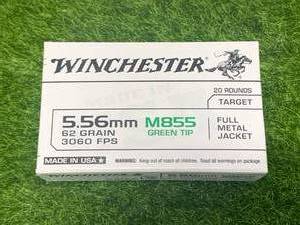 WINCHESTER
20 ROUNDS
TARGET
5.56mm M855
62 GRAIN GREEN TIP
3060 FPS
FULL
METAL
JACKET
MADE IN USA
WARNING: Keep out of reach of children. Read all warnings on package.